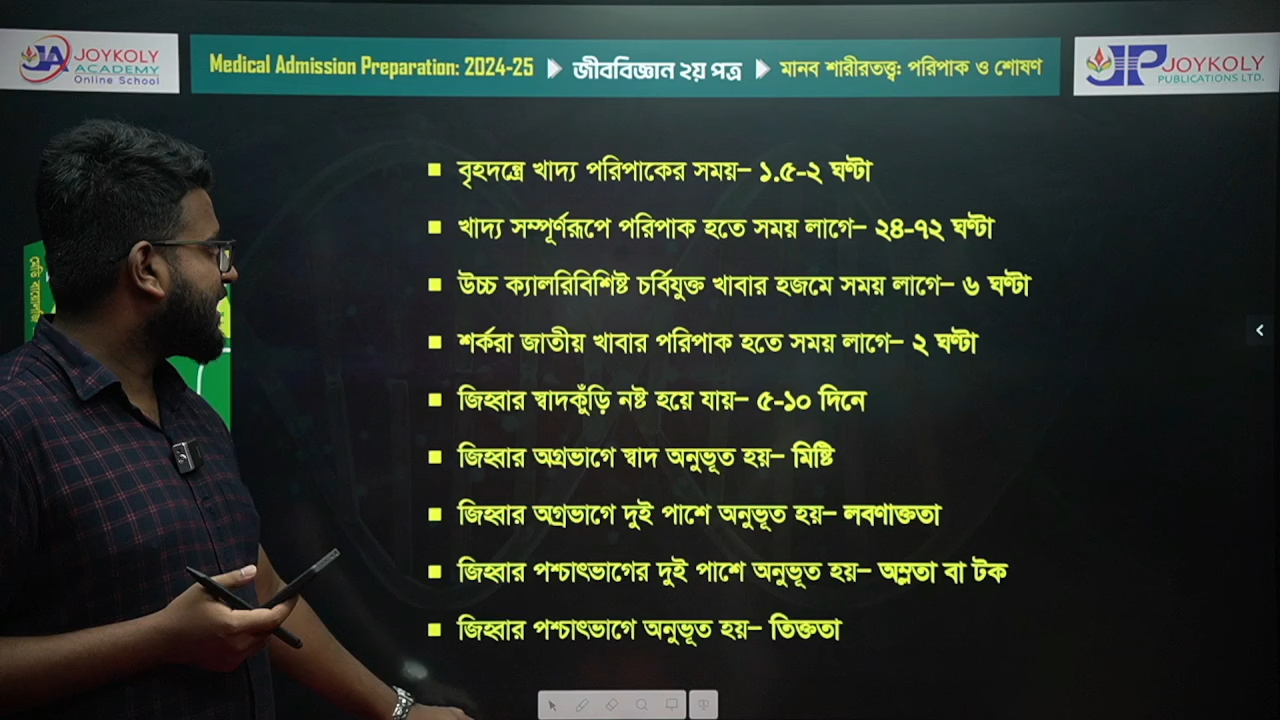 JA JOYKOLY
ACADEMY
Online School
Medical Admission Preparation: 2024-25 জীববিজ্ঞান ২য় পত্র মানব শারীরতত্ত্ব: পরিপাক ও শোষণ
JP JOYKOLY
PUBLICATIONS LTD.
বৃহদন্ত্রে খাদ্য পরিপাকের সময়– ১.৫-২ ঘণ্টা
খাদ্য সম্পূর্ণরূপে পরিপাক হতে সময় লাগে– ২৪-৭২ ঘণ্টা
উচ্চ ক্যালরিবিশিষ্ট চর্বিযুক্ত খাবার হজমে সময় লাগে– ৬ ঘণ্টা
শর্করা জাতীয় খাবার পরিপাক হতে সময় লাগে– ২ ঘণ্টা
জিহ্বার স্বাদকুঁড়ি নষ্ট হয়ে যায়– ৫-১০ দিনে
জিহ্বার অগ্রভাগে স্বাদ অনুভূত হয়– মিষ্টি
জিহ্বার অগ্রভাগে দুই পাশে অনুভূত হয়– লবণাক্ততা
জিহ্বার পশ্চাৎভাগের দুই পাশে অনুভূত হয়– অম্লতা বা টক
জিহ্বার পশ্চাৎভাগে অনুভূত হয়– তিক্ততা